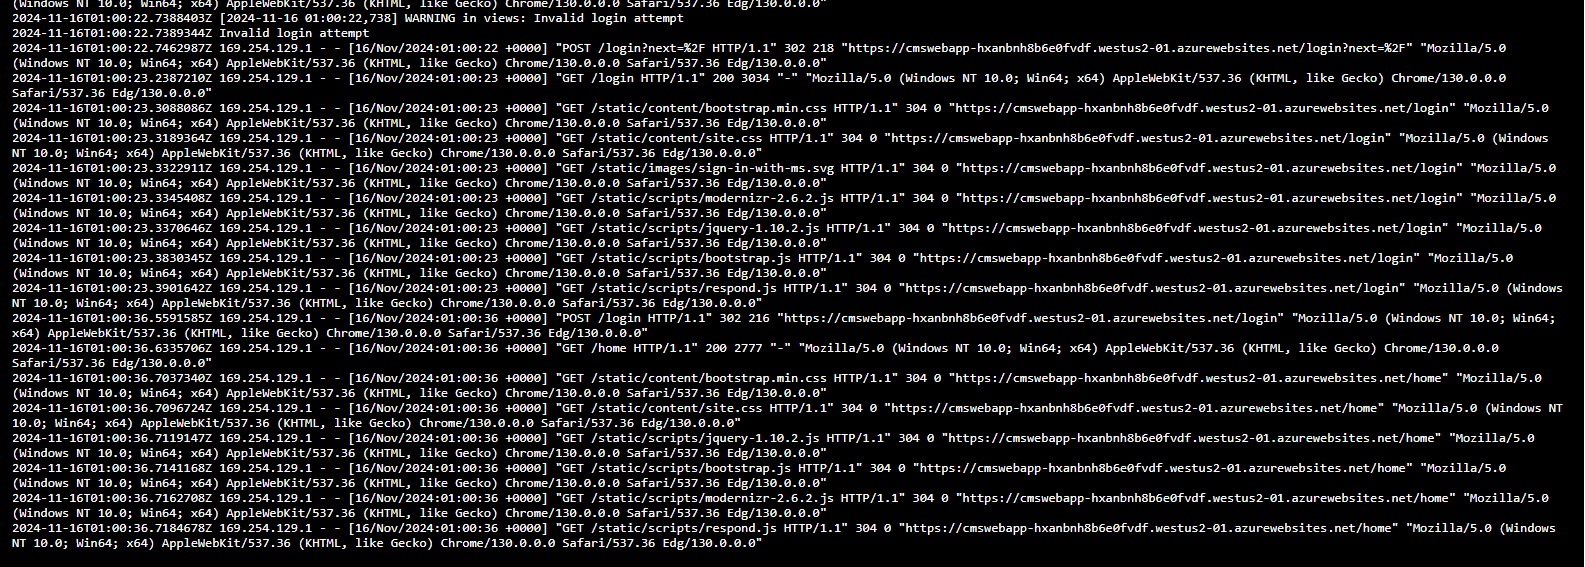 (Windows NT 10.0; Win64; x64) AppleWebKit/537.36 (KHTML, like Gecko) Chrome/130.0.0.0 Safari/537.36 Edg/130.0.0.0"
2024-11-16T01:00:22.7388403Z [2024-11-16 01:00:22,738] WARNING in views: Invalid login attempt
2024-11-16T01:00:22.7389344Z Invalid login attempt
2024-11-16T01:00:22.7462987Z 169.254.129.1 - - [16/Nov/2024:01:00:22 +0000] "POST /login?next=%2F HTTP/1.1" 302 218 "https://cmswebapp-hxanbnh8b6e0fvdf.westus2-01.azurewebsites.net/login?next=%2F" "Mozilla/5.0
(Windows NT 10.0; Win64; x64) AppleWebKit/537.36 (KHTML, like Gecko) Chrome/130.0.0.0 Safari/537.36 Edg/130.0.0.0"
2024-11-16T01:00:23.2387210Z 169.254.129.1 - - [16/Nov/2024:01:00:23 +0000] "GET /login HTTP/1.1" 200 3034 "-" "Mozilla/5.0 (Windows NT 10.0; Win64; x64) AppleWebKit/537.36 (KHTML, like Gecko) Chrome/130.0.0.0
Safari/537.36 Edg/130.0.0.0"
2024-11-16T01:00:23.3088086Z 169.254.129.1 - - [16/Nov/2024:01:00:23 +0000] "GET /static/content/bootstrap.min.css HTTP/1.1" 304 0 "https://cmswebapp-hxanbnh8b6e0fvdf.westus2-01.azurewebsites.net/login" "Mozilla/5.0
(Windows NT 10.0; Win64; x64) AppleWebKit/537.36 (KHTML, like Gecko) Chrome/130.0.0.0 Safari/537.36 Edg/130.0.0.0"
2024-11-16T01:00:23.3189364Z 169.254.129.1 - - [16/Nov/2024:01:00:23 +0000] "GET /static/content/site.css HTTP/1.1" 304 0 "https://cmswebapp-hxanbnh8b6e0fvdf.westus2-01.azurewebsites.net/login" "Mozilla/5.0 (Windows
NT 10.0; Win64; x64) AppleWebKit/537.36 (KHTML, like Gecko) Chrome/130.0.0.0 Safari/537.36 Edg/130.0.0.0"
2024-11-16T01:00:23.3322911Z 169.254.129.1 - - [16/Nov/2024:01:00:23 +0000] "GET /static/images/sign-in-with-ms.svg HTTP/1.1" 304 0 "https://cmswebapp-hxanbnh8b6e0fvdf.westus2-01.azurewebsites.net/login" "Mozilla/5.0
(Windows NT 10.0; Win64; x64) AppleWebKit/537.36 (KHTML, like Gecko) Chrome/130.0.0.0 Safari/537.36 Edg/130.0.0.0"
2024-11-16T01:00:23.3345408Z 169.254.129.1 - - [16/Nov/2024:01:00:23 +0000] "GET /static/scripts/modernizr-2.6.2.js HTTP/1.1" 304 0 "https://cmswebapp-hxanbnh8b6e0fvdf.westus2-01.azurewebsites.net/login" "Mozilla/5.0
(Windows NT 10.0; Win64; x64) AppleWebKit/537.36 (KHTML, like Gecko) Chrome/130.0.0.0 Safari/537.36 Edg/130.0.0.0"
2024-11-16T01:00:23.3370646Z 169.254.129.1 - - [16/Nov/2024:01:00:23 +0000] "GET /static/scripts/jquery-1.10.2.js HTTP/1.1" 304 0 "https://cmswebapp-hxanbnh8b6e0fvdf.westus2-01.azurewebsites.net/login" "Mozilla/5.0
(Windows NT 10.0; Win64; x64) AppleWebKit/537.36 (KHTML, like Gecko) Chrome/130.0.0.0 Safari/537.36 Edg/130.0.0.0"
2024-11-16T01:00:23.3830345Z 169.254.129.1 - - [16/Nov/2024:01:00:23 +0000] "GET /static/scripts/bootstrap.js HTTP/1.1" 304 0 "https://cmswebapp-hxanbnh8b6e0fvdf.westus2-01.azurewebsites.net/login" "Mozilla/5.0
(Windows NT 10.0; Win64; x64) AppleWebKit/537.36 (KHTML, like Gecko) Chrome/130.0.0.0 Safari/537.36 Edg/130.0.0.0"
2024-11-16T01:00:23.3901642Z 169.254.129.1 - - [16/Nov/2024:01:00:23 +0000] "GET /static/scripts/respond.js HTTP/1.1" 304 0 "https://cmswebapp-hxanbnh8b6e0fvdf.westus2-01.azurewebsites.net/login" "Mozilla/5.0 (Windows
NT 10.0; Win64; x64) AppleWebKit/537.36 (KHTML, like Gecko) Chrome/130.0.0.0 Safari/537.36 Edg/130.0.0.0"
2024-11-16T01:00:36.5591585Z 169.254.129.1 - - [16/Nov/2024:01:00:36 +0000] "POST /login HTTP/1.1" 302 216 "https://cmswebapp-hxanbnh8b6e0fvdf.westus2-01.azurewebsites.net/login" "Mozilla/5.0 (Windows NT 10.0; Win64;
x64) AppleWebKit/537.36 (KHTML, like Gecko) Chrome/130.0.0.0 Safari/537.36 Edg/130.0.0.0"
2024-11-16T01:00:36.6335706Z 169.254.129.1 - - [16/Nov/2024:01:00:36 +0000] "GET /home HTTP/1.1" 200 2777 "-" "Mozilla/5.0 (Windows NT 10.0; Win64; x64) AppleWebKit/537.36 (KHTML, like Gecko) Chrome/130.0.0.0
Safari/537.36 Edg/130.0.0.0"
2024-11-16T01:00:36.7037340Z 169.254.129.1 - - [16/Nov/2024:01:00:36 +0000] "GET /static/content/bootstrap.min.css HTTP/1.1" 304 0 "https://cmswebapp-hxanbnh8b6e0fvdf.westus2-01.azurewebsites.net/home" "Mozilla/5.0
(Windows NT 10.0; Win64; x64) AppleWebKit/537.36 (KHTML, like Gecko) Chrome/130.0.0.0 Safari/537.36 Edg/130.0.0.0"
2024-11-16T01:00:36.7096724Z 169.254.129.1 - - [16/Nov/2024:01:00:36 +0000] "GET /static/content/site.css HTTP/1.1" 304 0 "https://cmswebapp-hxanbnh8b6e0fvdf.westus2-01.azurewebsites.net/home" "Mozilla/5.0 (Windows NT
10.0; Win64; x64) AppleWebKit/537.36 (KHTML, like Gecko) Chrome/130.0.0.0 Safari/537.36 Edg/130.0.0.0"
2024-11-16T01:00:36.7119147Z 169.254.129.1 - - [16/Nov/2024:01:00:36 +0000] "GET /static/scripts/jquery-1.10.2.js HTTP/1.1" 304 0 "https://cmswebapp-hxanbnh8b6e0fvdf.westus2-01.azurewebsites.net/home" "Mozilla/5.0
(Windows NT 10.0; Win64; x64) AppleWebKit/537.36 (KHTML, like Gecko) Chrome/130.0.0.0 Safari/537.36 Edg/130.0.0.0"
2024-11-16T01:00:36.7141168Z 169.254.129.1 - - [16/Nov/2024:01:00:36 +0000] "GET /static/scripts/bootstrap.js HTTP/1.1" 304 0 "https://cmswebapp-hxanbnh8b6e0fvdf.westus2-01.azurewebsites.net/home" "Mozilla/5.0
(Windows NT 10.0; Win64; x64) AppleWebKit/537.36 (KHTML, like Gecko) Chrome/130.0.0.0 Safari/537.36 Edg/130.0.0.0"
2024-11-16T01:00:36.7162708Z 169.254.129.1 - - [16/Nov/2024:01:00:36 +0000] "GET /static/scripts/modernizr-2.6.2.js HTTP/1.1" 304 0 "https://cmswebapp-hxanbnh8b6e0fvdf.westus2-01.azurewebsites.net/home" "Mozilla/5.0
(Windows NT 10.0; Win64; x64) AppleWebKit/537.36 (KHTML, like Gecko) Chrome/130.0.0.0 Safari/537.36 Edg/130.0.0.0"
2024-11-16T01:00:36.7184678Z 169.254.129.1 - - [16/Nov/2024:01:00:36 +0000] "GET /static/scripts/respond.js HTTP/1.1" 304 0 "https://cmswebapp-hxanbnh8b6e0fvdf.westus2-01.azurewebsites.net/home" "Mozilla/5.0 (Windows
NT 10.0; Win64; x64) AppleWebKit/537.36 (KHTML, like Gecko) Chrome/130.0.0.0 Safari/537.36 Edg/130.0.0.0"